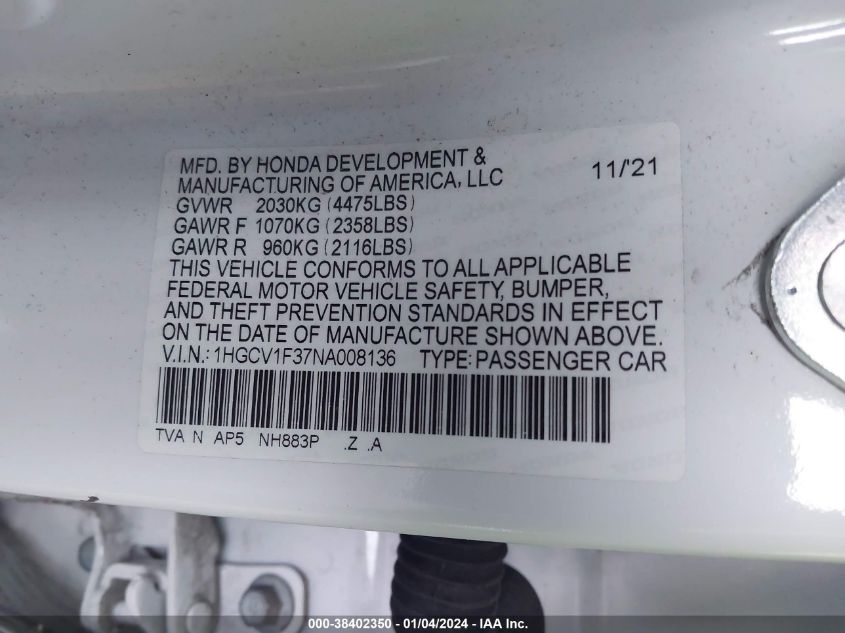 MFD. BY HONDA DEVELOPMENT &
MANUFACTURING OF AMERICA, LLC 11/'21
GVWR 2030KG (4475LBS)
GAWR F 1070KG (2358LBS)
GAWR R 960KG (2116LBS)
THIS VEHICLE CONFORMS TO ALL APPLICABLE
FEDERAL MOTOR VEHICLE SAFETY, BUMPER,
AND THEFT PREVENTION STANDARDS IN EFFECT
ON THE DATE OF MANUFACTURE SHOWN ABOVE.
V.I.N.: 1HGCV1F37NA008136 TYPE: PASSENGER CAR
TVA N AP5 NH883P .Z .A
000-38402350 - 01/04/2024 - IAA Inc.